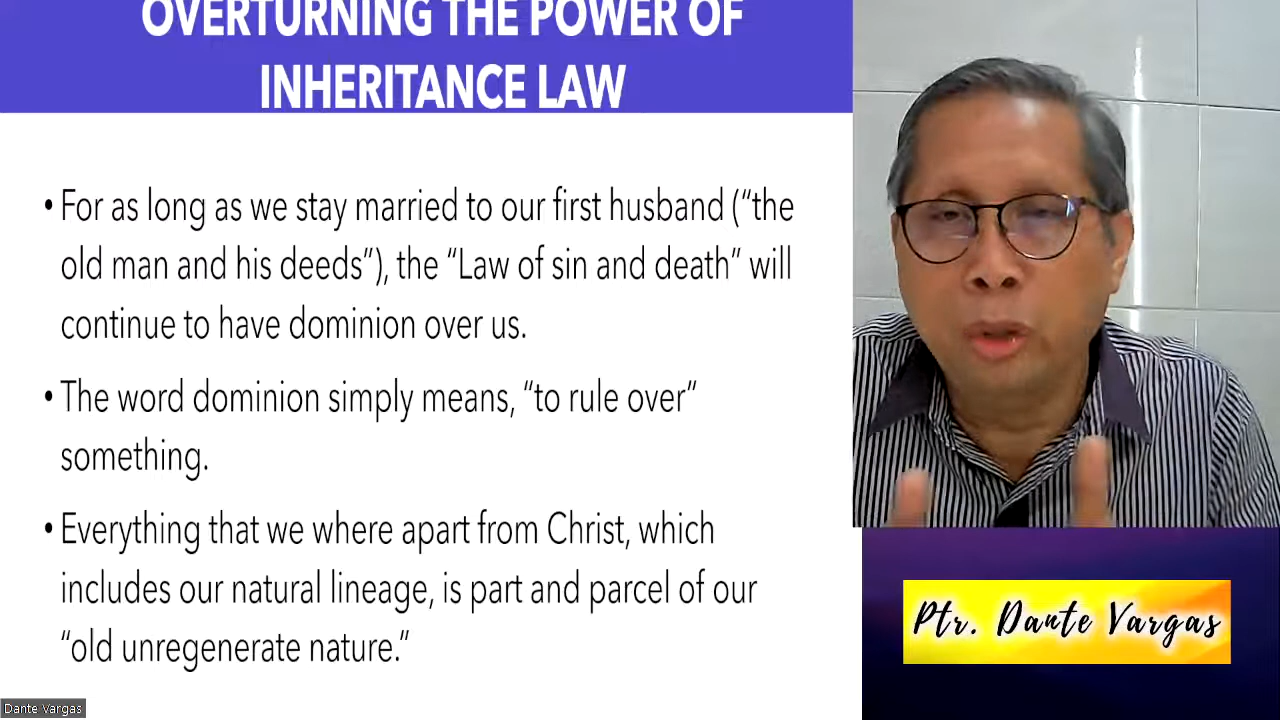 OVERTURNING THE POWER OF
INHERITANCE LAW
• For as long as we stay married to our first husband (“the
old man and his deeds”), the “Law of sin and death” will
continue to have dominion over us.
• The word dominion simply means, “to rule over”
something.
• Everything that we where apart from Christ, which
includes our natural lineage, is part and parcel of our
“old unregenerate nature.”
Ptr. Dante Vargas
Dante Vargas